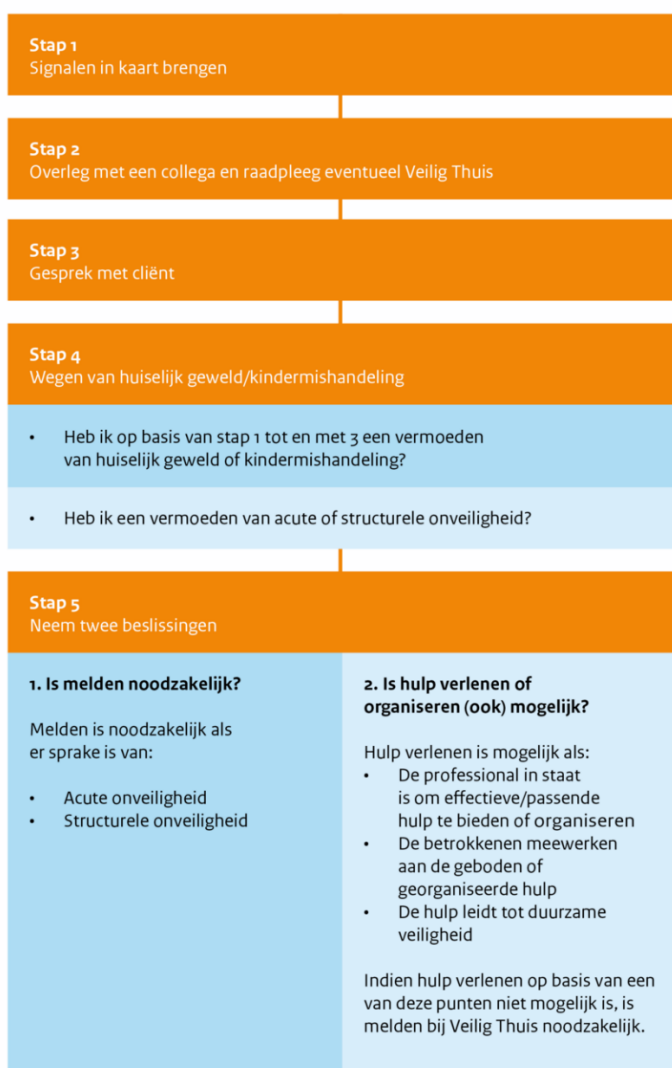 Stap 1
Signalen in kaart brengen
Stap 2
Overleg met een collega en raadpleeg eventueel Veilig Thuis
Stap 3
Gesprek met cliënt
Stap 4
Wegen van huiselijk geweld/kindermishandeling
• Heb ik op basis van stap 1 tot en met 3 een vermoeden
van huiselijk geweld of kindermishandeling?
• Heb ik een vermoeden van acute of structurele onveiligheid?
Stap 5
Neem twee beslissingen
1. Is melden noodzakelijk?
Melden is noodzakelijk als
er sprake is van:
• Acute onveiligheid
• Structurele onveiligheid
2. Is hulp verlenen of
organiseren (ook) mogelijk?
Hulp verlenen is mogelijk als:
• De professional in staat
is om effectieve/passende
hulp te bieden of organiseren
• De betrokkenen meewerken
aan de geboden of
georganiseerde hulp
• De hulp leidt tot duurzame
veiligheid
Indien hulp verlenen op basis van een
van deze punten niet mogelijk is, is
melden bij Veilig Thuis noodzakelijk.